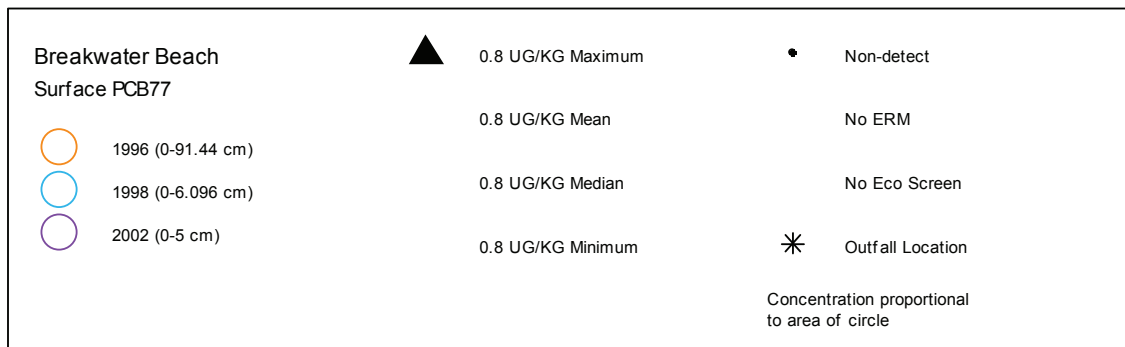 Breakwater Beach
Surface PCB77
1996 (0-91.44 cm)
1998 (0-6.096 cm)
2002 (0-5 cm)
0.8 UG/KG Maximum
0.8 UG/KG Mean
0.8 UG/KG Median
0.8 UG/KG Minimum
Non-detect
No ERM
No Eco Screen
Outfall Location
Concentration proportional
to area of circle